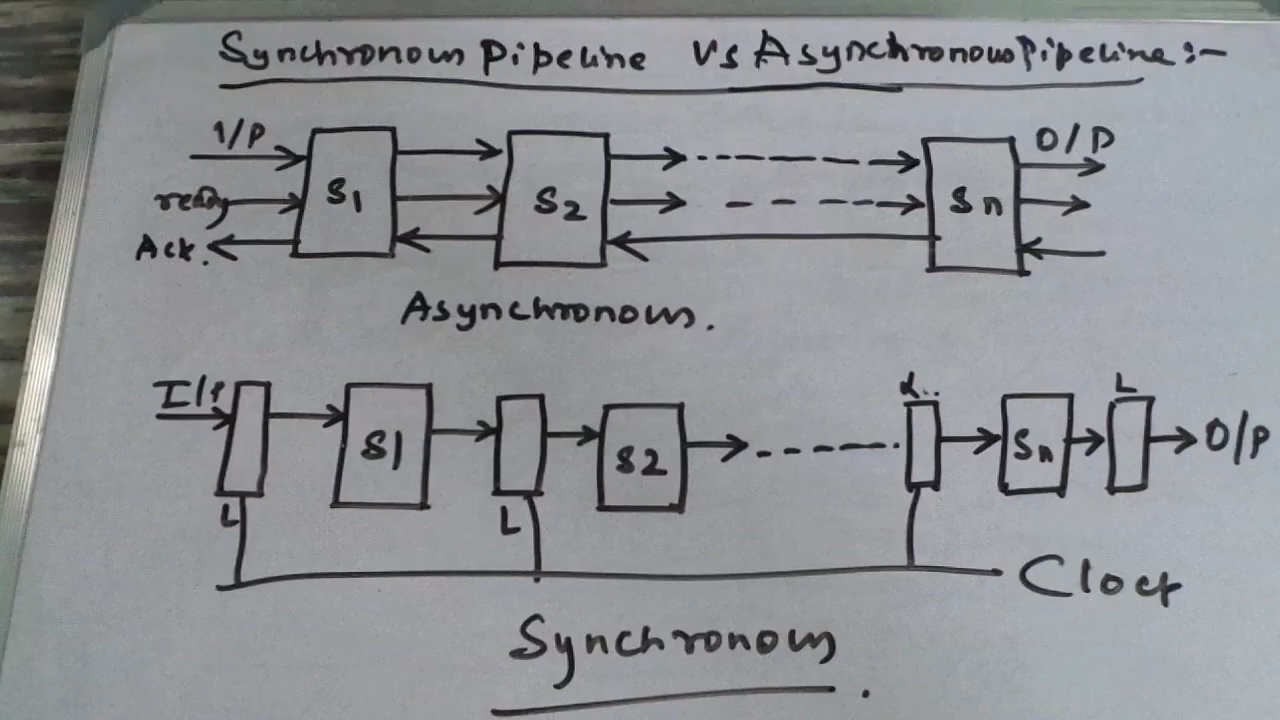 Synchronous Pipeline Vs Asynchronous Pipeline :-
I/P
O/P
ready
S1
S2
Sn
Ack.
Asynchronous.
I/P
S1
S2
L
Sn
L
O/P
L
L
Clock
Synchronous.